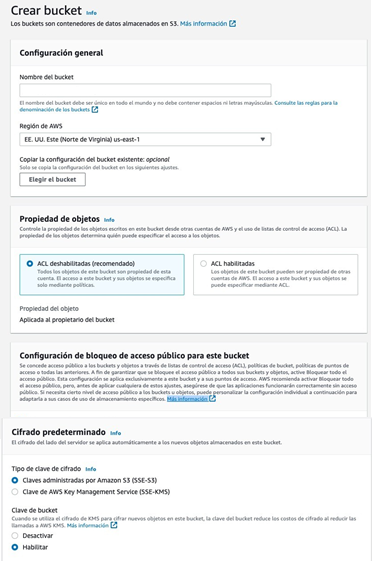 Crear bucket Info
Los buckets son contenedores de datos almacenados en S3. Más información
Configuración general
Nombre del bucket
El nombre del bucket debe ser único en todo el mundo y no debe contener espacios ni letras mayúsculas. Consulte las reglas para la
denominación de los buckets
Región de AWS
EE. UU. Este (Norte de Virginia) us-east-1
Copiar la configuración del bucket existente: opcional
Solo se copia la configuración del bucket en los siguientes ajustes.
Elegir el bucket
Propiedad de objetos Info
Controle la propiedad de los objetos escritos en este bucket desde otras cuentas de AWS y el uso de listas de control de acceso (ACL). La
propiedad de los objetos determina quién puede especificar el acceso a los objetos.
ACL deshabilitadas (recomendado)
Todos los objetos de este bucket son propiedad de esta
cuenta. El acceso a este bucket y sus objetos se especifica
solo mediante políticas.
ACL habilitadas
Los objetos de este bucket pueden ser propiedad de otras
cuentas de AWS. El acceso a este bucket y sus objetos se
puede especificar mediante ACL.
Propiedad del objeto
Aplicada al propietario del bucket
Configuración de bloqueo de acceso público para este bucket
Se concede acceso público a los buckets y objetos a través de listas de control de acceso (ACL), políticas de bucket, políticas de puntos de
acceso o todas las anteriores. A fin de garantizar que se bloquee el acceso a todos sus buckets y objetos, active Bloquear todo el
acceso público. Esta configuración se aplica exclusivamente a este bucket y a sus puntos de acceso. AWS recomienda activar Bloquear todo
el acceso público, pero, antes de aplicar cualquiera de estos ajustes, asegúrese de que las aplicaciones funcionarán correctamente sin acceso
público. Si necesita cierto nivel de acceso público a los buckets u objetos, puede personalizar la configuración individual a continuación para
adaptarla a sus casos de uso de almacenamiento específicos. Más información
Cifrado predeterminado Info
El cifrado del lado del servidor se aplica automáticamente a los nuevos objetos almacenados en este bucket.
Tipo de clave de cifrado Info
Claves administradas por Amazon S3 (SSE-S3)
Clave de AWS Key Management Service (SSE-KMS)
Clave de bucket
Cuando se utiliza el cifrado de KMS para cifrar nuevos objetos en este bucket, la clave del bucket reduce los costos de cifrado al reducir las
llamadas a AWS KMS. Más información
Desactivar
Habilitar